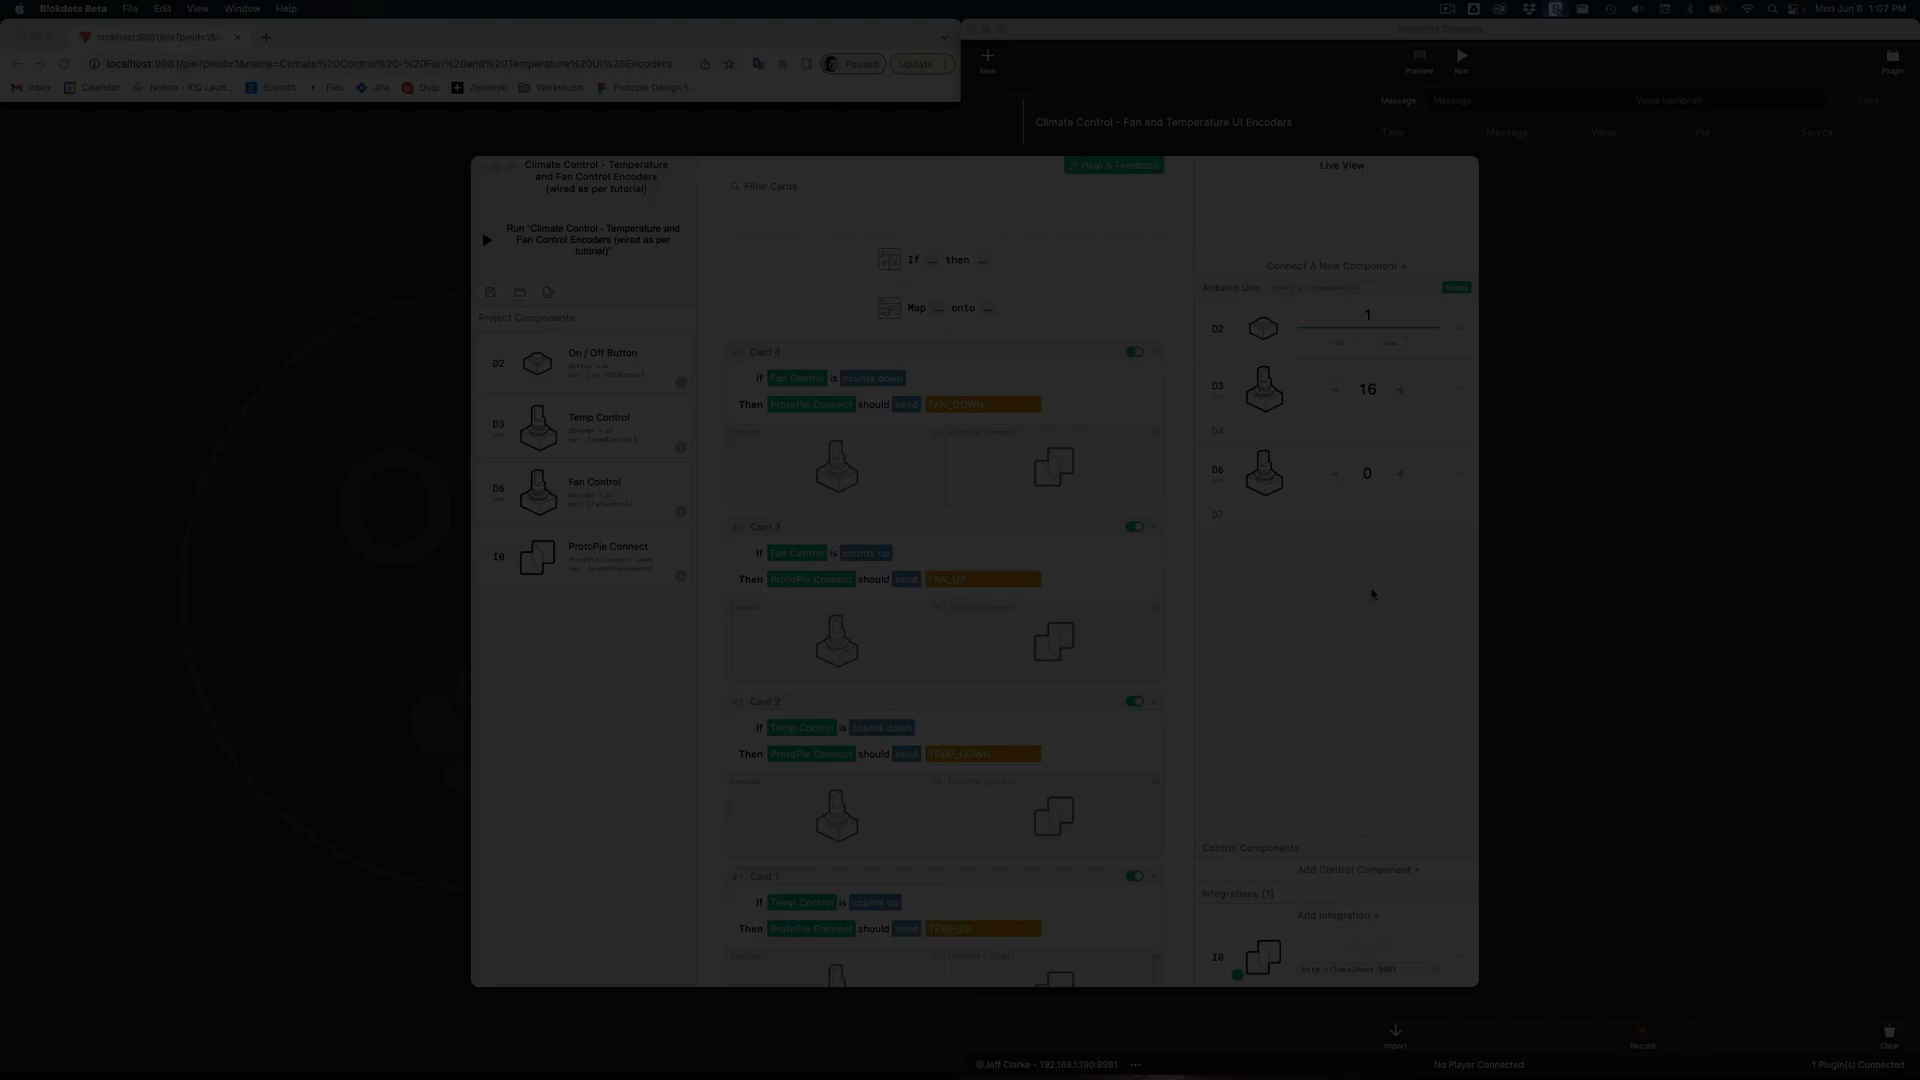 Blokdots Beta File Edit View Window Help
Mon Jun 6 1:07 PM
localhost:9981/pie?pieid=1&n
localhost:9981/pie?pieid=1&name=Climate%20Control%20-%20Fan%20and%20Temperature%20UI%20Encoders
Paused
Update
Inbox
Calendar
Notion - XID Laun...
Spendit
Flex
Jira
Quip
Zendesk
Workshops
Protopie Design S...
ProtoPie Connect
New
Preview
Run
Plugin
Message
Message
Value (optional)
Send
Climate Control - Fan and Temperature UI Encoders
Time
Message
Value
Pie
Source
Climate Control - Temperature
and Fan Control Encoders
(wired as per tutorial)
Run "Climate Control - Temperature and
Fan Control Encoders (wired as per
tutorial)"
Project Components
D2
On / Off Button
D3
Temp Control
D6
Fan Control
I0
ProtoPie Connect
Help & Feedback
Filter Cards
If ... then ...
Map ... onto ...
Card 4
If Fan Control is counts down
Then ProtoPie Connect should send FAN_DOWN
Card 3
If Fan Control is counts up
Then ProtoPie Connect should send FAN_UP
Card 2
If Temp Control is counts down
Then ProtoPie Connect should send TEMP_DOWN
Card 1
If Temp Control is counts up
Then ProtoPie Connect should send TEMP_UP
Live View
Connect A New Component +
Arduino Uno
Ready
D2
1
D3
- 16 +
D4
D6
- 0 +
D7
Control Components
Add Control Component +
Integrations [1]
Add Integration +
I0
http://localhost:9981
Import
Record
Clear
@Jeff Clarke - 192.168.1.190:9981 ...
No Player Connected
1 Plugin(s) Connected